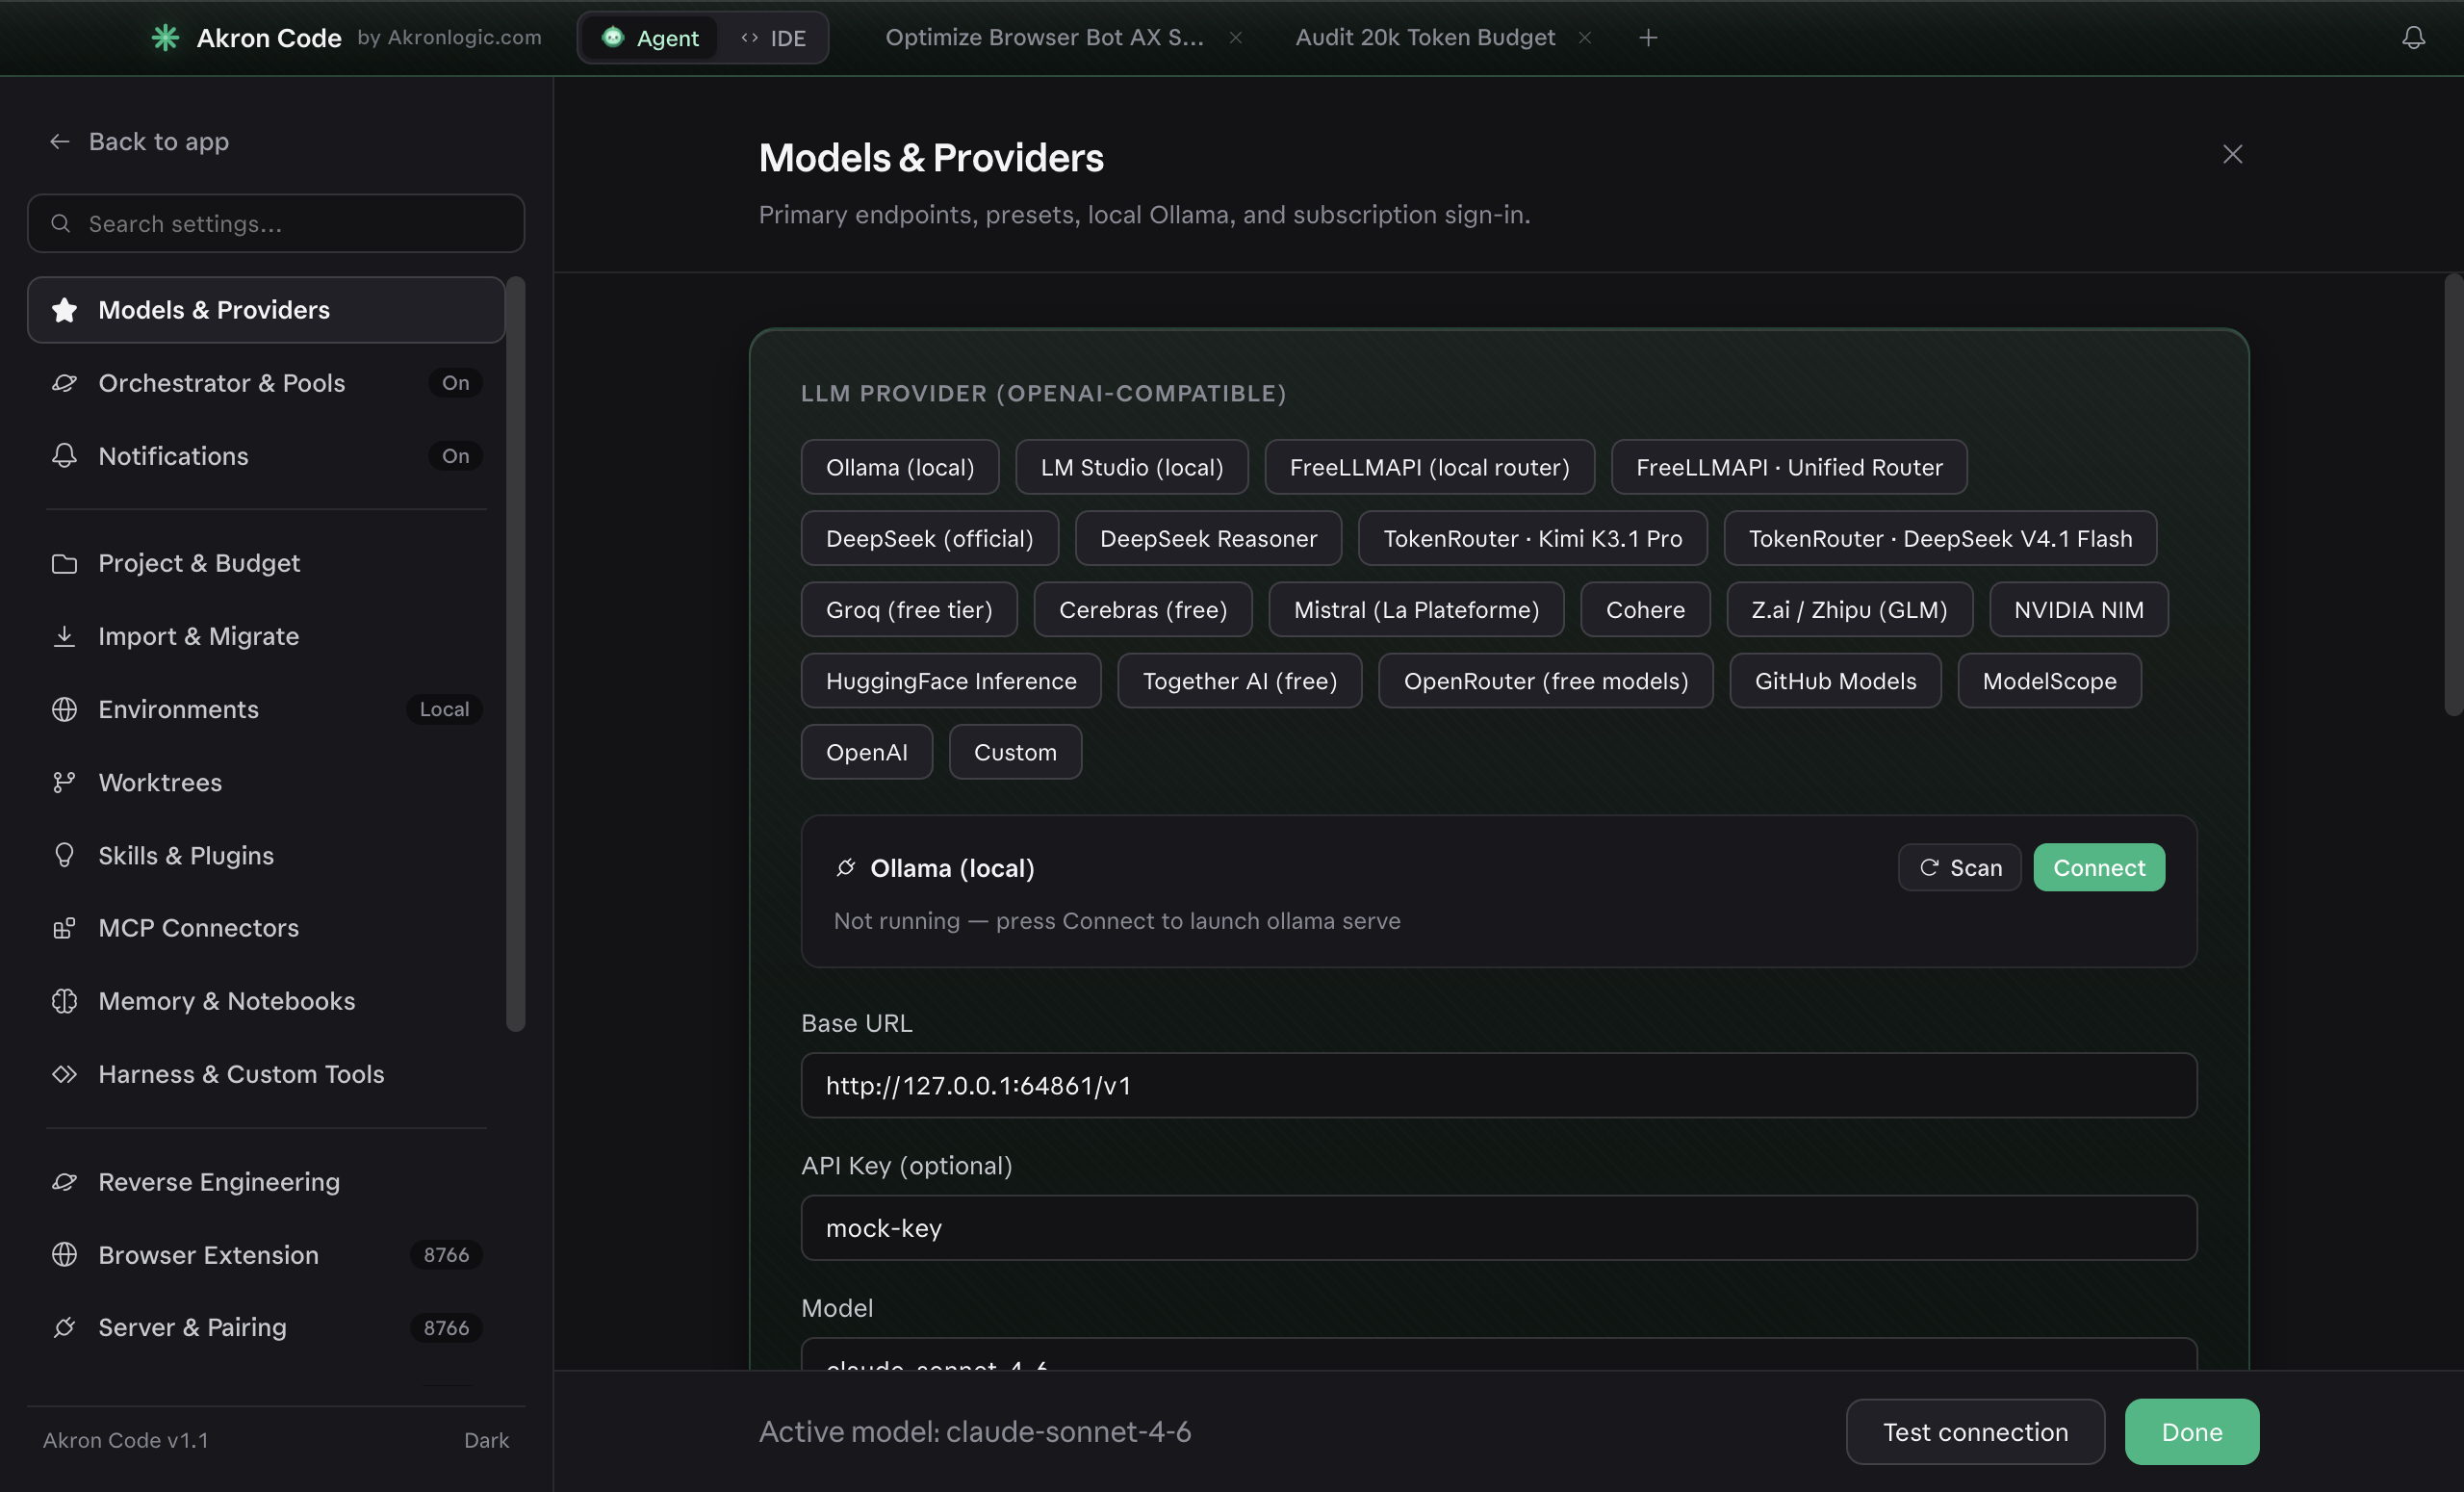 Akron Code by Akronlogic.com Agent IDE Optimize Browser Bot AX S... Audit 20k Token Budget
Back to app
Search settings...
Models & Providers
Orchestrator & Pools On
Notifications On
Project & Budget
Import & Migrate
Environments Local
Worktrees
Skills & Plugins
MCP Connectors
Memory & Notebooks
Harness & Custom Tools
Reverse Engineering
Browser Extension 8766
Server & Pairing 8766
Akron Code v1.1 Dark
Models & Providers
Primary endpoints, presets, local Ollama, and subscription sign-in.
LLM PROVIDER (OPENAI-COMPATIBLE)
Ollama (local) LM Studio (local) FreeLLMAPI (local router) FreeLLMAPI · Unified Router
DeepSeek (official) DeepSeek Reasoner TokenRouter · Kimi K3.1 Pro TokenRouter · DeepSeek V4.1 Flash
Groq (free tier) Cerebras (free) Mistral (La Plateforme) Cohere Z.ai / Zhipu (GLM) NVIDIA NIM
HuggingFace Inference Together AI (free) OpenRouter (free models) GitHub Models ModelScope
OpenAI Custom
Ollama (local) Scan Connect
Not running — press Connect to launch ollama serve
Base URL
http://127.0.0.1:64861/v1
API Key (optional)
mock-key
Model
claude-sonnet-4-6
Active model: claude-sonnet-4-6 Test connection Done